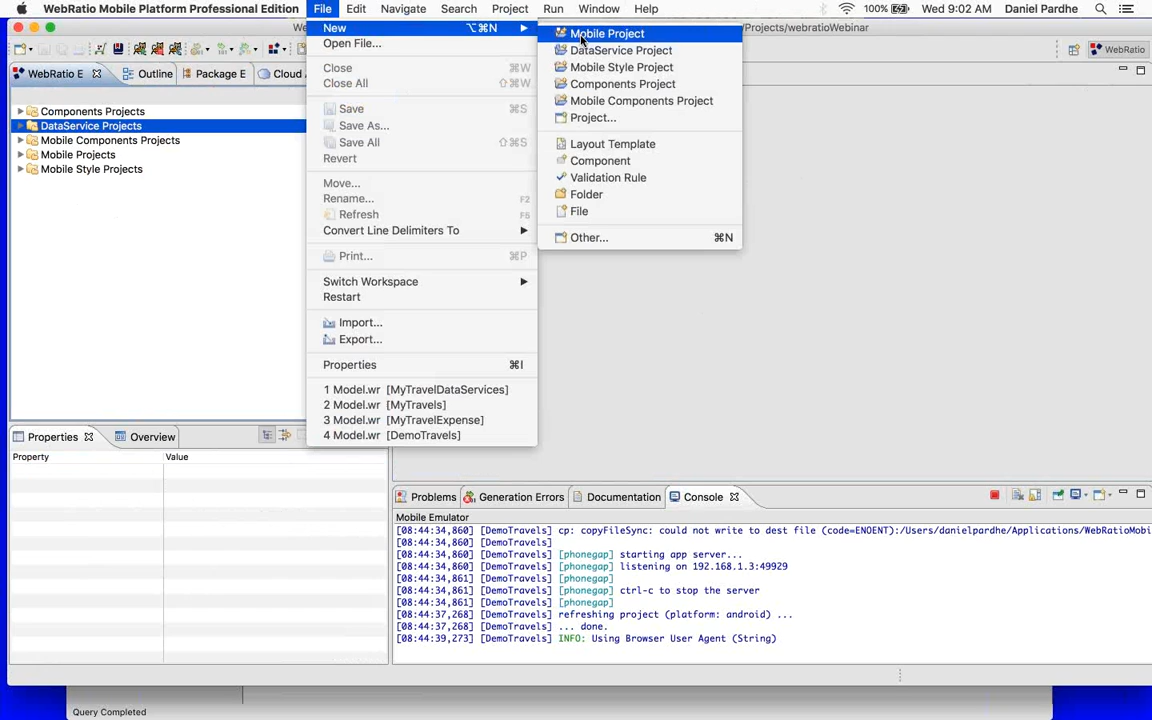 WebRatio Mobile Platform Professional Edition File Edit Navigate Search Project Run Window Help 100% Wed 9:02 AM Daniel Pardhe
/Projects/webratioWebinar
WebRatio
WebRatio E Outline Package E Cloud
Components Projects
DataService Projects
Mobile Components Projects
Mobile Projects
Mobile Style Projects
New ⌥⌘N
Open File...
Close ⌘W
Close All ⇧⌘W
Save ⌘S
Save As...
Save All ⇧⌘S
Revert
Move...
Rename... F2
Refresh F5
Convert Line Delimiters To
Print... ⌘P
Switch Workspace
Restart
Import...
Export...
Properties ⌘I
1 Model.wr [MyTravelDataServices]
2 Model.wr [MyTravels]
3 Model.wr [MyTravelExpense]
4 Model.wr [DemoTravels]
Mobile Project
DataService Project
Mobile Style Project
Components Project
Mobile Components Project
Project...
Layout Template
Component
Validation Rule
Folder
File
Other... ⌘N
Properties Overview
Property Value
Problems Generation Errors Documentation Console
Mobile Emulator
[08:44:34,860] [DemoTravels] cp: copyFileSync: could not write to dest file (code=ENOENT):/Users/danielpardhe/Applications/WebRatioMobi
[08:44:34,860] [DemoTravels]
[08:44:34,860] [DemoTravels] [phonegap] starting app server...
[08:44:34,860] [DemoTravels] [phonegap] listening on 192.168.1.3:49929
[08:44:34,861] [DemoTravels] [phonegap]
[08:44:34,861] [DemoTravels] [phonegap] ctrl-c to stop the server
[08:44:34,861] [DemoTravels] [phonegap]
[08:44:37,268] [DemoTravels] refreshing project (platform: android) ...
[08:44:37,268] [DemoTravels] ... done.
[08:44:39,273] [DemoTravels] INFO: Using Browser User Agent (String)
Query Completed